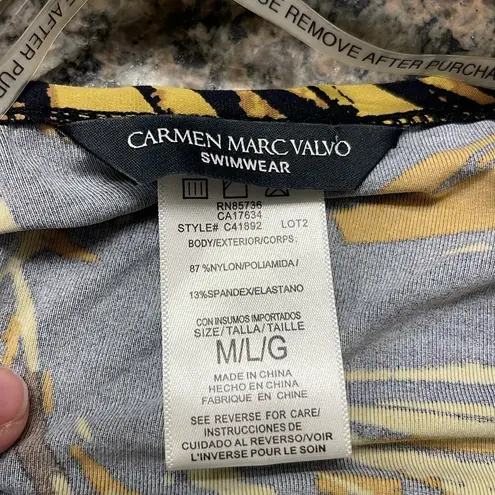 E AFTER PUR
SE REMOVE AFTER PURCHA
CARMEN MARC VALVO
SWIMWEAR
RN85736
CA17634
STYLE# C41892 LOT2
BODY/EXTERIOR/CORPS:
87 %NYLON/POLIAMIDA/
13%SPANDEX/ELASTANO
CON INSUMOS IMPORTADOS
SIZE/TALLA/TAILLE
M/L/G
MADE IN CHINA
HECHO EN CHINA
FABRIQUE EN CHINE
SEE REVERSE FOR CARE/
INSTRUCCIONES DE
CUIDADO AL REVERSO/VOIR
L'INVERSE POUR LE SOIN